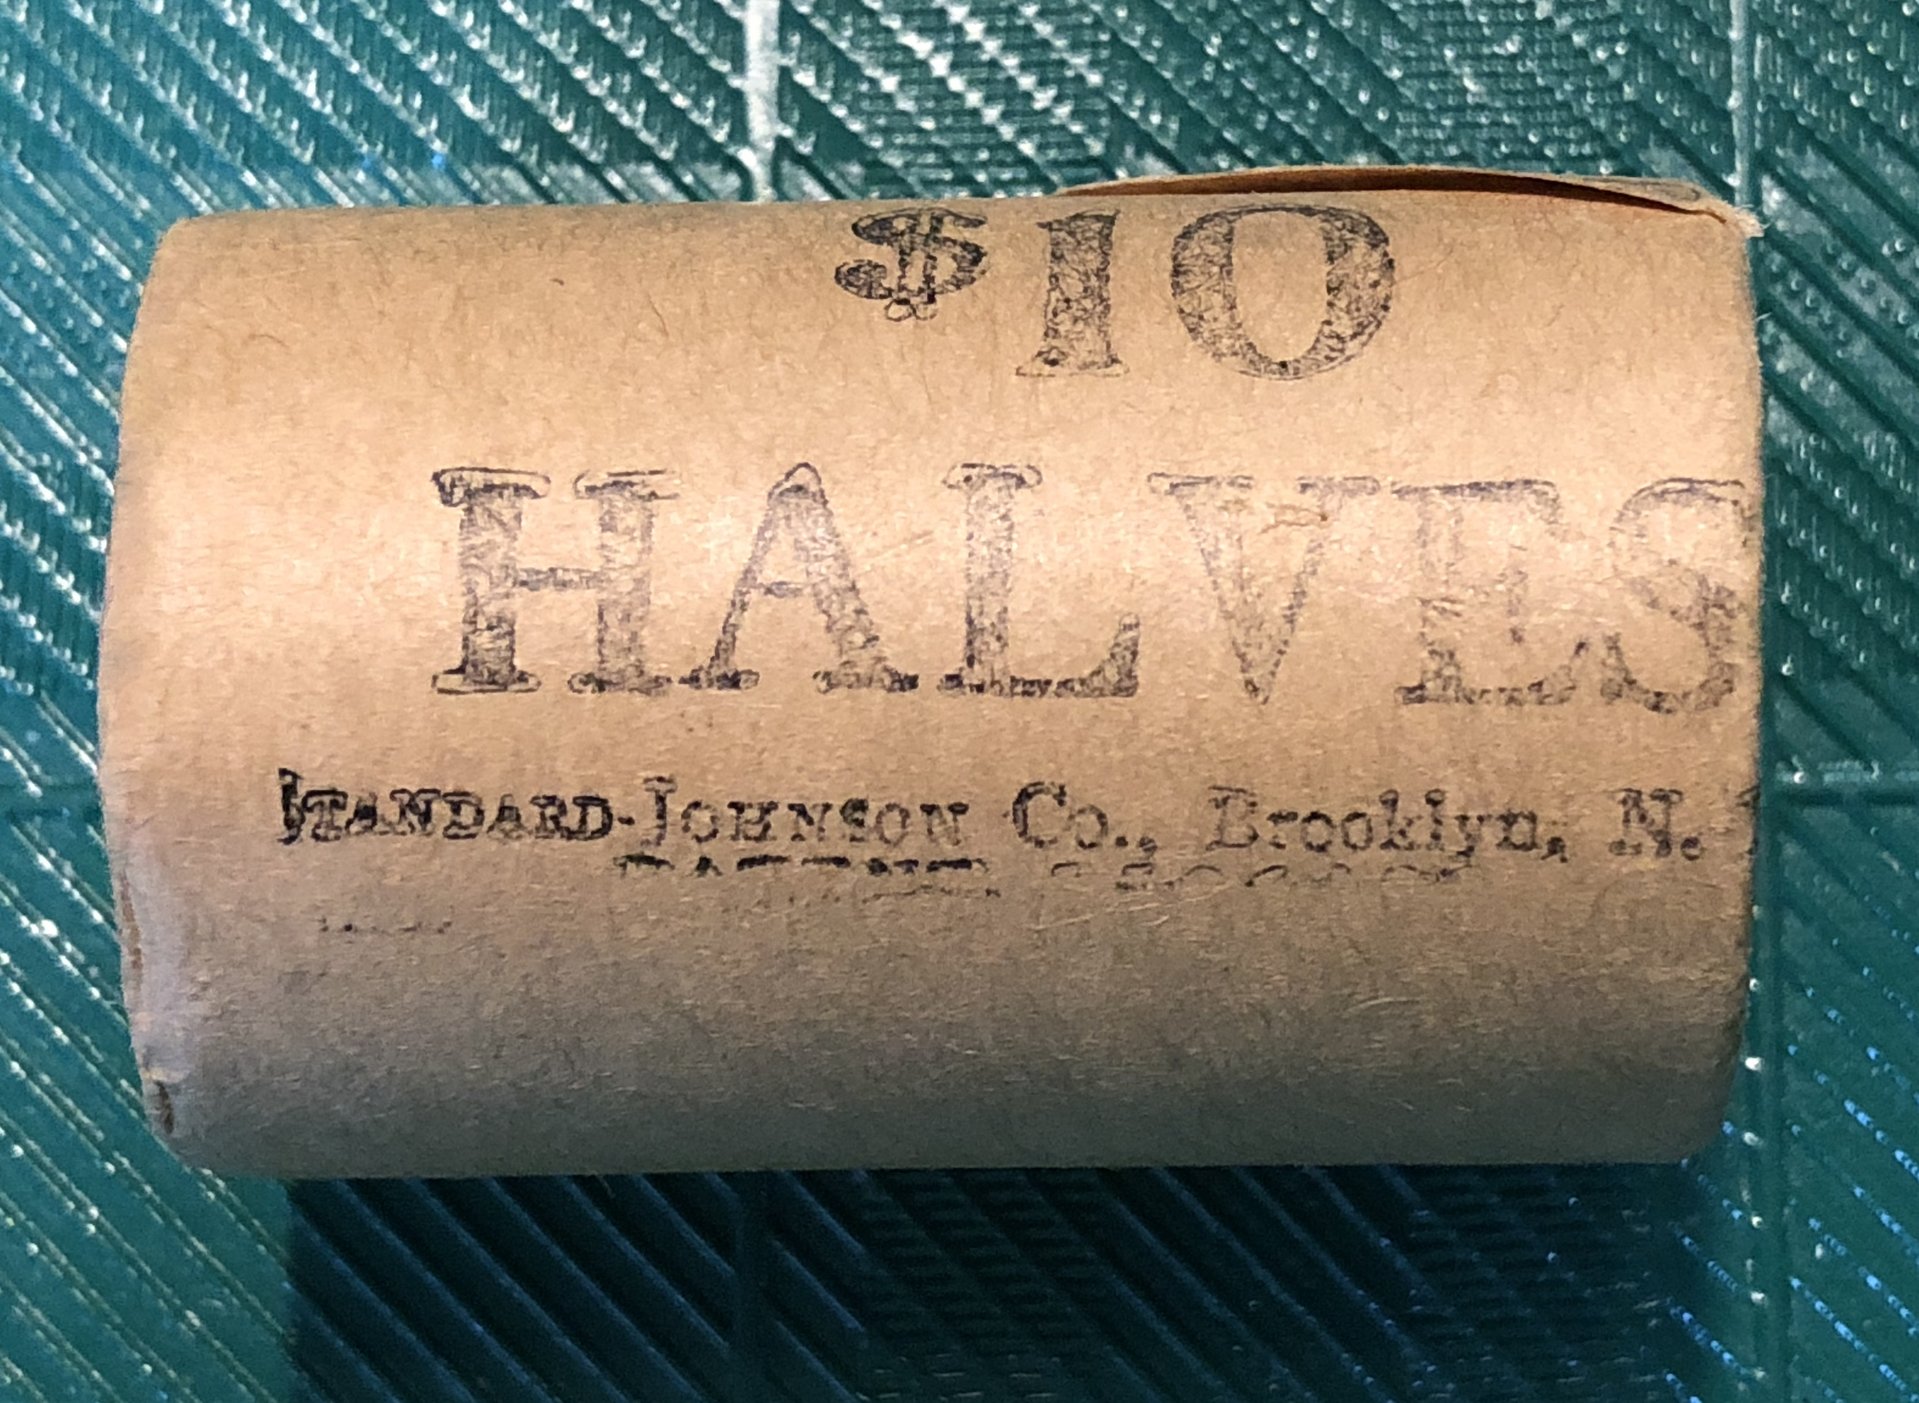 $10
HALVES
STANDARD-JOHNSON Co., Brooklyn, N.